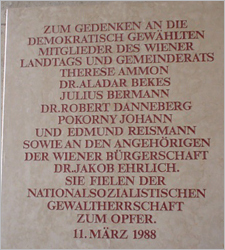 ZUM GEDENKEN AN DIE
DEMOKRATISCH GEWÄHLTEN
MITGLIEDER DES WIENER
LANDTAGS UND GEMEINDERATS
THERESE AMMON
DR.ALADAR BEKES
JULIUS BERMANN
DR.ROBERT DANNEBERG
POKORNY JOHANN
UND EDMUND REISMANN
SOWIE AN DEN ANGEHÖRIGEN
DER WIENER BÜRGERSCHAFT
DR.JAKOB EHRLICH.
SIE FIELEN DER
NATIONALSOZIALISTISCHEN
GEWALTHERRSCHAFT
ZUM OPFER.
11. MÄRZ 1988